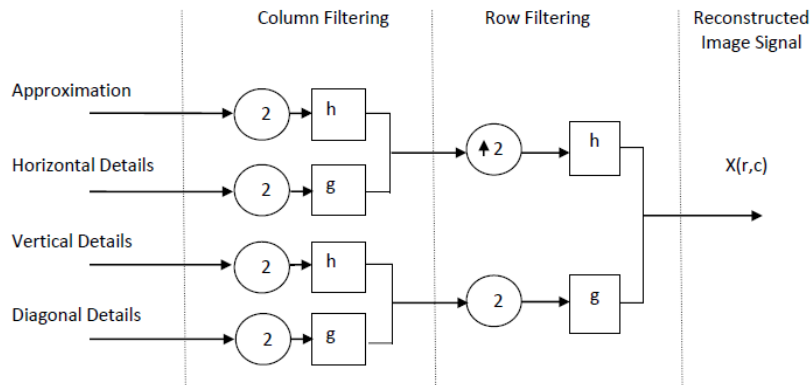 Column Filtering
Row Filtering
Reconstructed
Image Signal
Approximation
2
h
Horizontal Details
2
g
↑2
h
X(r,c)
Vertical Details
2
h
Diagonal Details
2
g
2
g